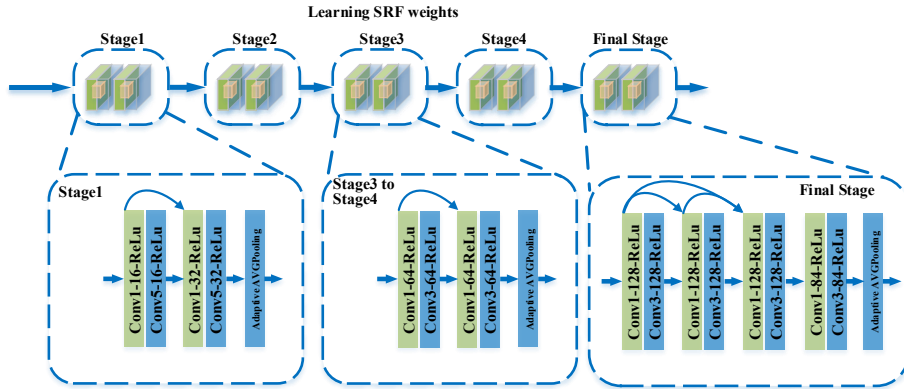 Learning SRF weights
Stage1
Stage2
Stage3
Stage4
Final Stage
Stage1
Conv1-16-ReLu
Conv5-16-ReLu
Conv1-32-ReLu
Conv5-32-ReLu
Adaptive AVGPooling
Stage3 to
Stage4
Conv1-64-ReLu
Conv3-64-ReLu
Conv1-64-ReLu
Conv3-64-ReLu
Adaptive AVGPooling
Final Stage
Conv1-128-ReLu
Conv3-128-ReLu
Conv1-128-ReLu
Conv3-128-ReLu
Conv1-128-ReLu
Conv3-128-ReLu
Conv1-84-ReLu
Conv3-84-ReLu
Adaptive AVGPooling